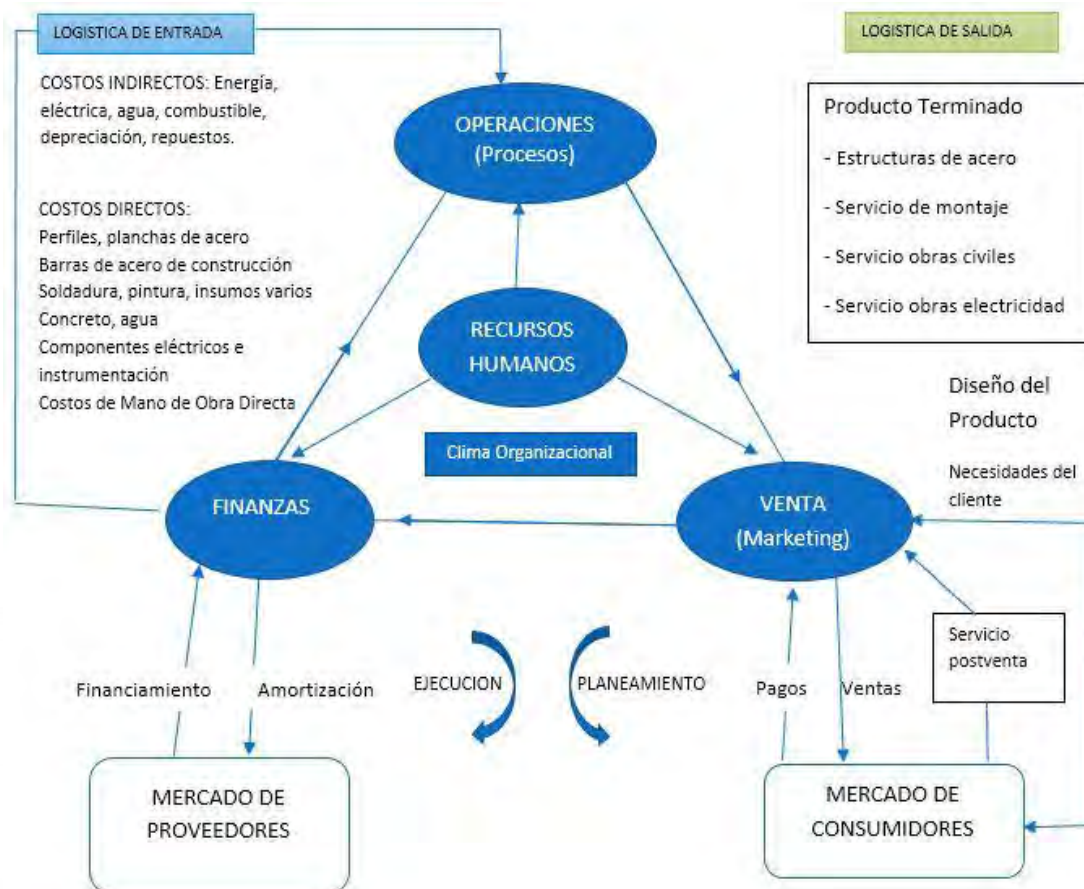 LOGISTICA DE ENTRADA
COSTOS INDIRECTOS: Energía,
eléctrica, agua, combustible,
depreciación, repuestos.
COSTOS DIRECTOS:
Perfiles, planchas de acero
Barras de acero de construcción
Soldadura, pintura, insumos varios
Concreto, agua
Componentes eléctricos e
instrumentación
Costos de Mano de Obra Directa
OPERACIONES
(Procesos)
RECURSOS
HUMANOS
Clima Organizacional
LOGISTICA DE SALIDA
Producto Terminado
- Estructuras de acero
- Servicio de montaje
- Servicio obras civiles
- Servicio obras electricidad
Diseño del
Producto
Necesidades del
cliente
FINANZAS
VENTA
(Marketing)
Financiamiento
Amortización
EJECUCION
PLANEAMIENTO
Pagos
Ventas
Servicio
postventa
MERCADO DE
PROVEEDORES
MERCADO DE
CONSUMIDORES